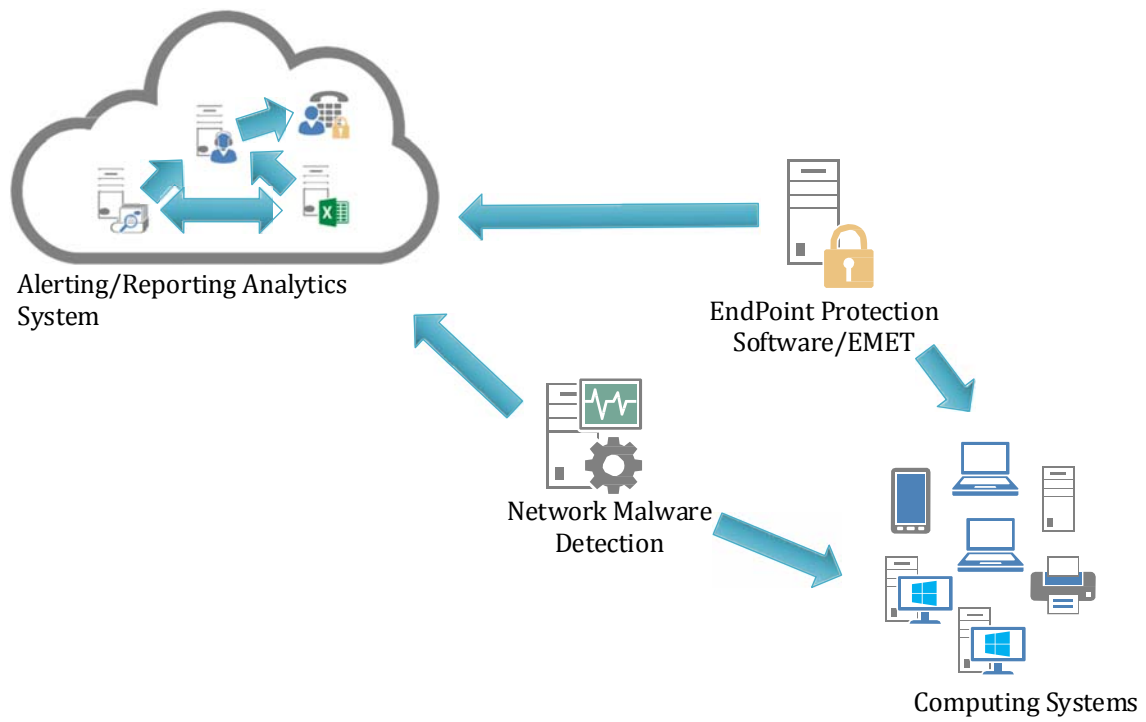 Alerting/Reporting Analytics
System
EndPoint Protection
Software/EMET
Network Malware
Detection
Computing Systems